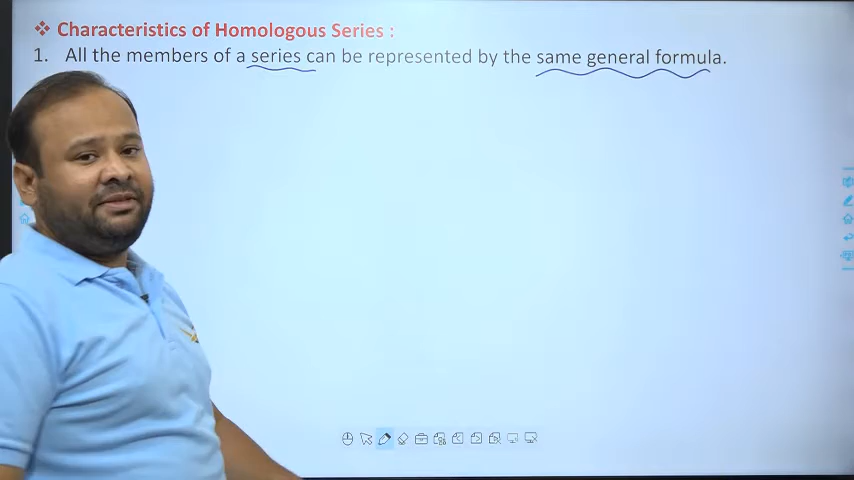 ❖ Characteristics of Homologous Series :
1. All the members of a series can be represented by the same general formula.